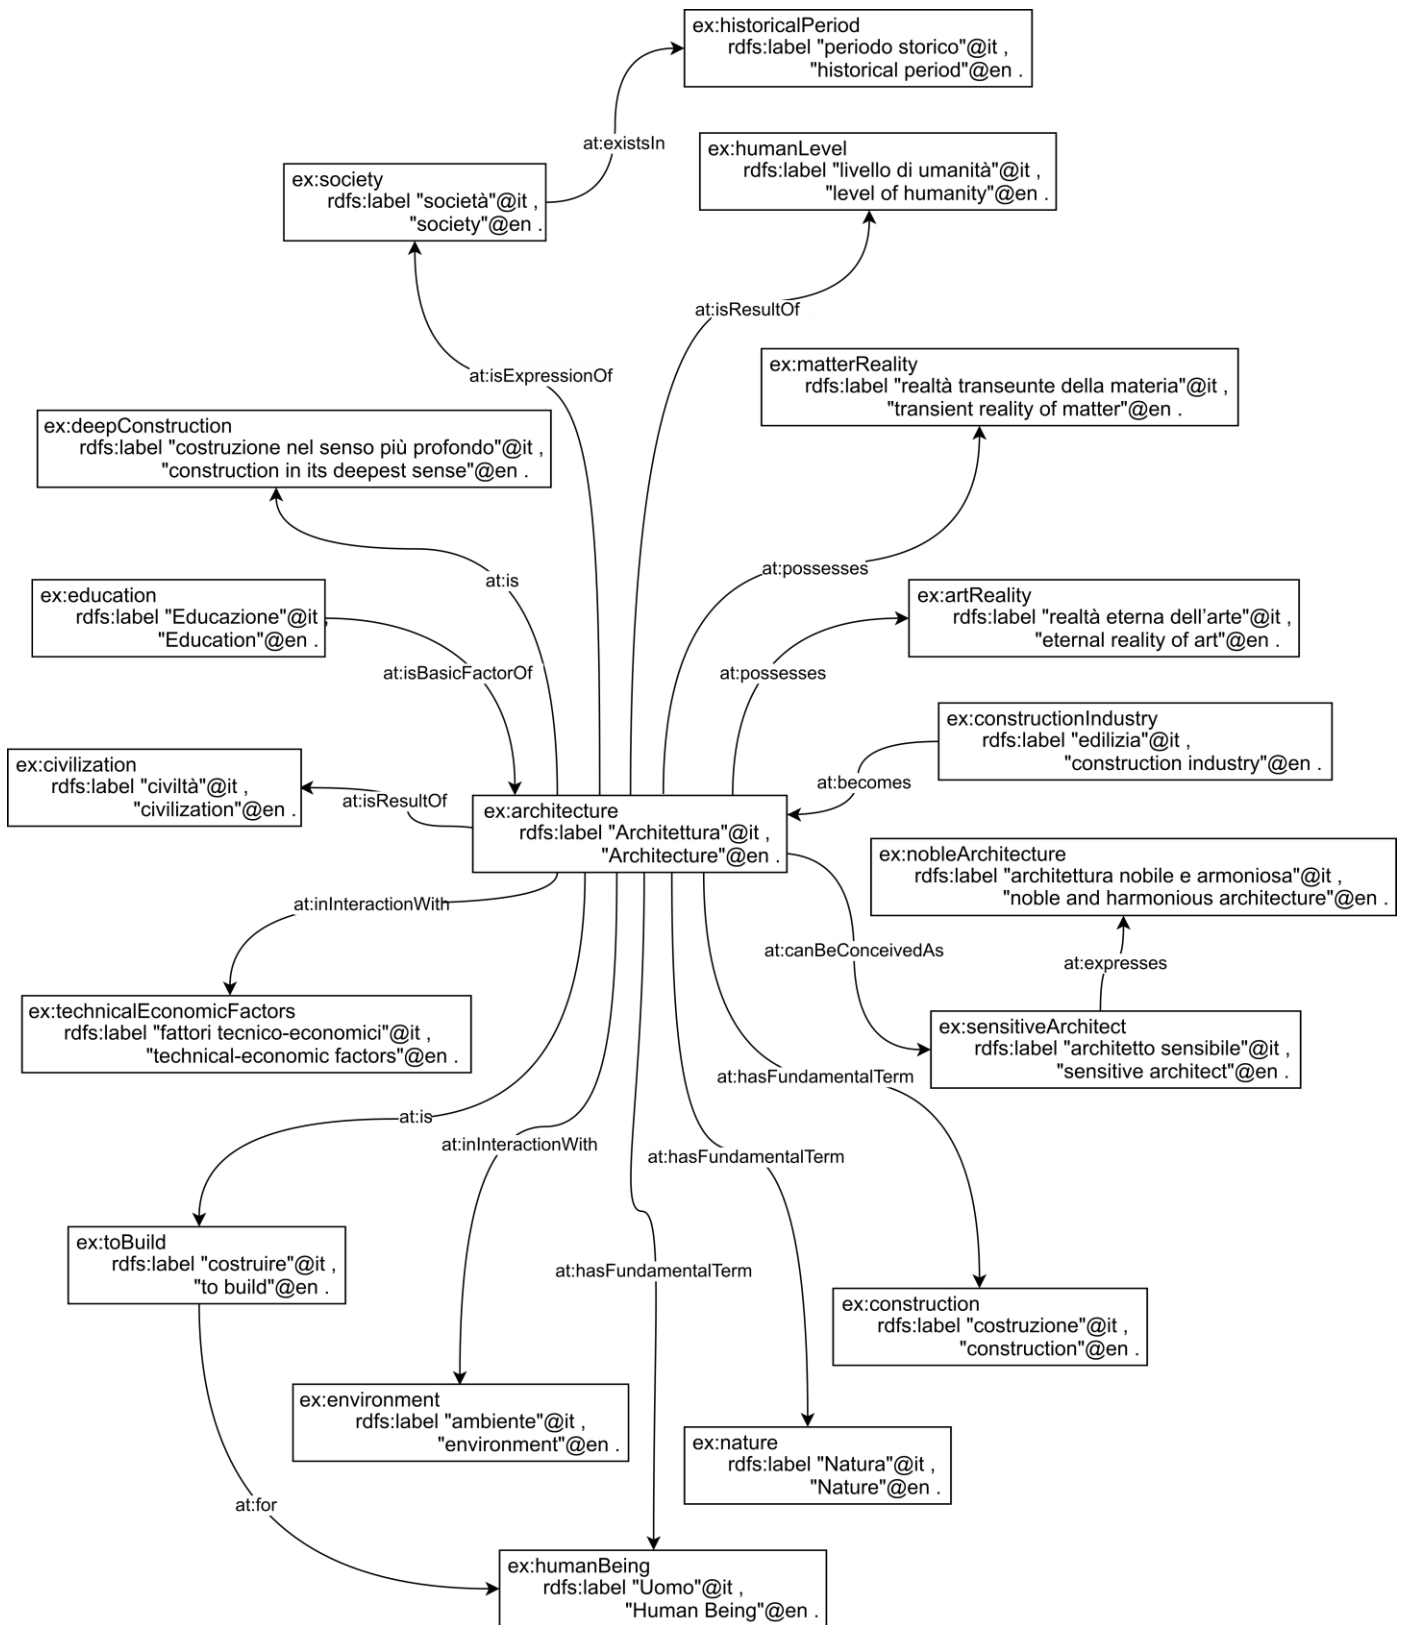 ex:historicalPeriod
rdfs:label "periodo storico"@it ,
"historical period"@en .
at:existsIn
ex:humanLevel
rdfs:label "livello di umanità"@it ,
"level of humanity"@en .
ex:society
rdfs:label "società"@it ,
"society"@en .
at:isResultOf
at:isExpressionOf
ex:matterReality
rdfs:label "realtà transeunte della materia"@it ,
"transient reality of matter"@en .
ex:deepConstruction
rdfs:label "costruzione nel senso più profondo"@it ,
"construction in its deepest sense"@en .
at:is
at:possesses
ex:education
rdfs:label "Educazione"@it ,
"Education"@en .
ex:artReality
rdfs:label "realtà eterna dell'arte"@it ,
"eternal reality of art"@en .
at:isBasicFactorOf
at:possesses
ex:constructionIndustry
rdfs:label "edilizia"@it ,
"construction industry"@en .
ex:civilization
rdfs:label "civiltà"@it ,
"civilization"@en .
at:becomes
at:isResultOf
ex:architecture
rdfs:label "Architettura"@it ,
"Architecture"@en .
ex:nobleArchitecture
rdfs:label "architettura nobile e armoniosa"@it ,
"noble and harmonious architecture"@en .
at:inInteractionWith
at:canBeConceivedAs
at:expresses
ex:technicalEconomicFactors
rdfs:label "fattori tecnico-economici"@it ,
"technical-economic factors"@en .
ex:sensitiveArchitect
rdfs:label "architetto sensibile"@it ,
"sensitive architect"@en .
at:hasFundamentalTerm
at:is
at:inInteractionWith
at:hasFundamentalTerm
ex:toBuild
rdfs:label "costruire"@it ,
"to build"@en .
at:hasFundamentalTerm
ex:construction
rdfs:label "costruzione"@it ,
"construction"@en .
ex:environment
rdfs:label "ambiente"@it ,
"environment"@en .
ex:nature
rdfs:label "Natura"@it ,
"Nature"@en .
at:for
ex:humanBeing
rdfs:label "Uomo"@it ,
"Human Being"@en .